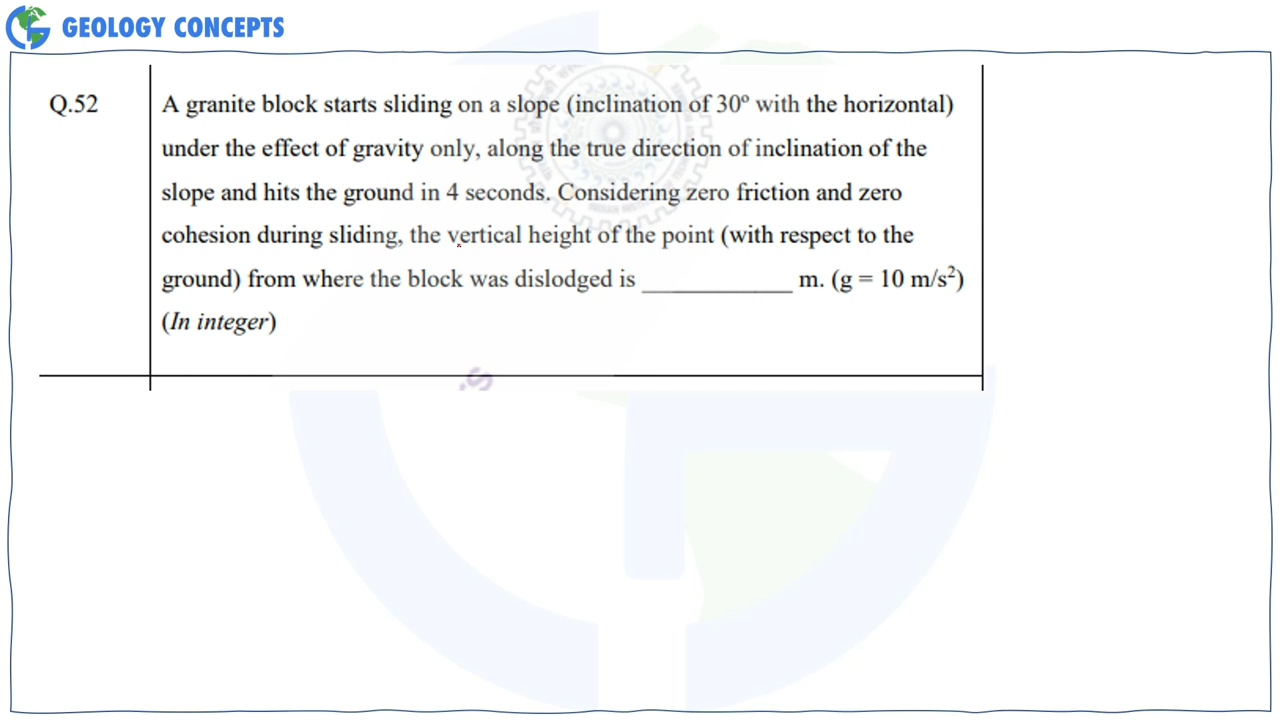 GEOLOGY CONCEPTS
Q.52
A granite block starts sliding on a slope (inclination of 30º with the horizontal)
under the effect of gravity only, along the true direction of inclination of the
slope and hits the ground in 4 seconds. Considering zero friction and zero
cohesion during sliding, the vertical height of the point (with respect to the
ground) from where the block was dislodged is ____________ m. (g = 10 m/s²)
(In integer)